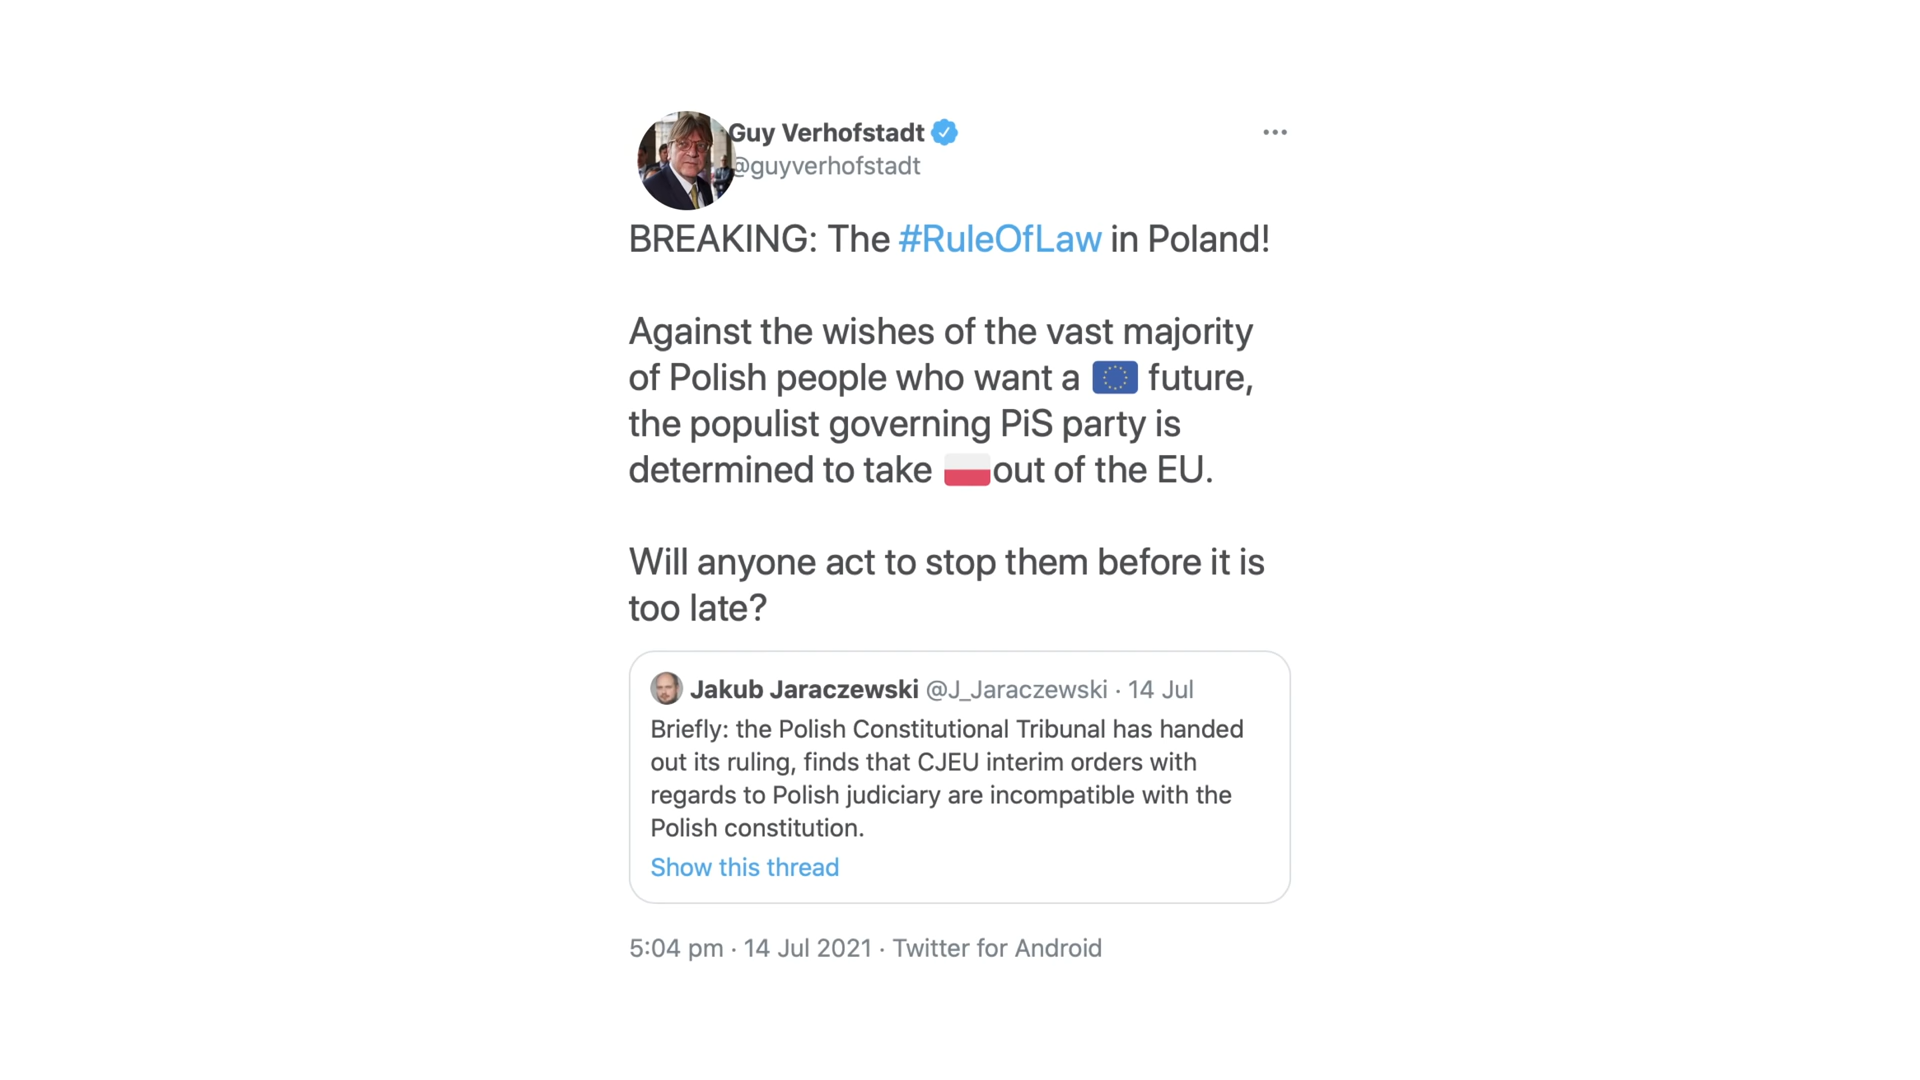 Guy Verhofstadt
@guyverhofstadt
BREAKING: The #RuleOfLaw in Poland!
Against the wishes of the vast majority
of Polish people who want a 🇪🇺 future,
the populist governing PiS party is
determined to take 🇵🇱out of the EU.
Will anyone act to stop them before it is
too late?
Jakub Jaraczewski @J_Jaraczewski · 14 Jul
Briefly: the Polish Constitutional Tribunal has handed
out its ruling, finds that CJEU interim orders with
regards to Polish judiciary are incompatible with the
Polish constitution.
Show this thread
5:04 pm · 14 Jul 2021 · Twitter for Android